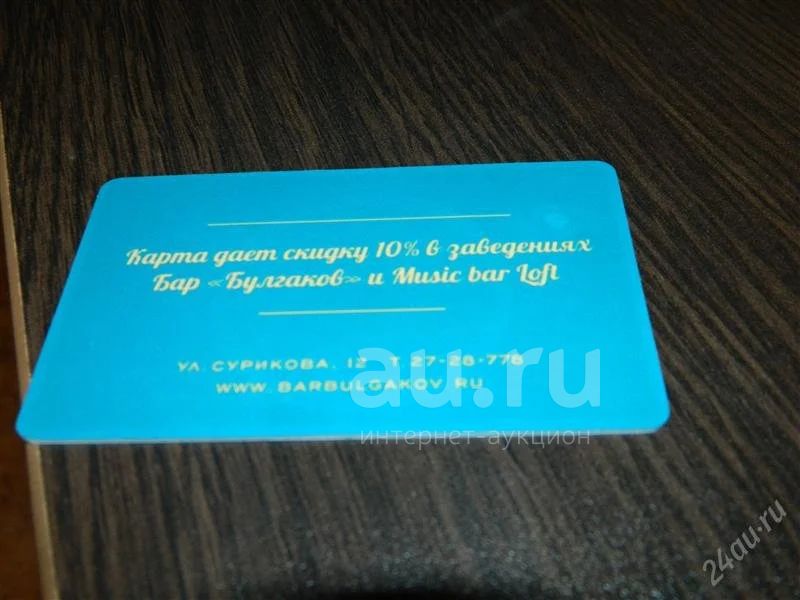 Карта дает скидку 10% в заведениях
Бар «Булгаков» и Music bar Loft
УЛ. СУРИКОВА, 12 Т. 27-28-778
WWW.BARBULGAKOV.RU
au.ru
интернет-аукцион
24au.ru